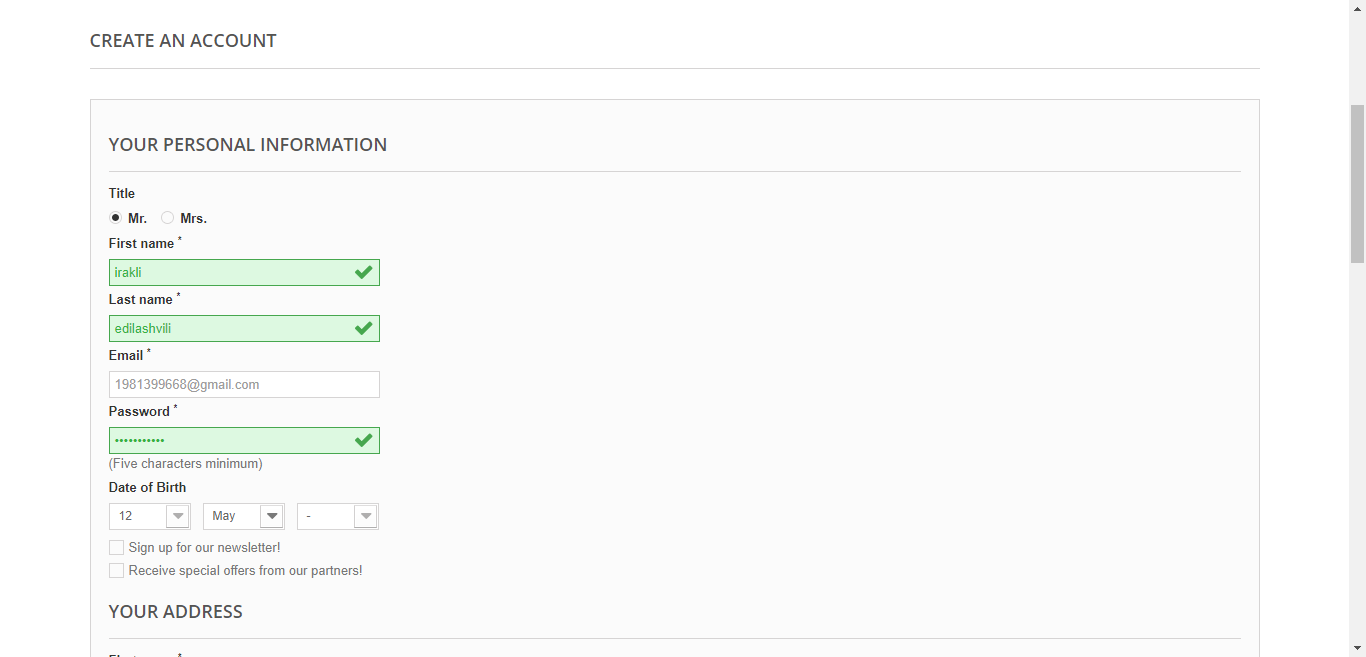 CREATE AN ACCOUNT
YOUR PERSONAL INFORMATION
Title
Mr. Mrs.
First name *
irakli
Last name *
edilashvili
Email *
1981399668@gmail.com
Password *
•••••••••••
(Five characters minimum)
Date of Birth
12 May -
Sign up for our newsletter!
Receive special offers from our partners!
YOUR ADDRESS